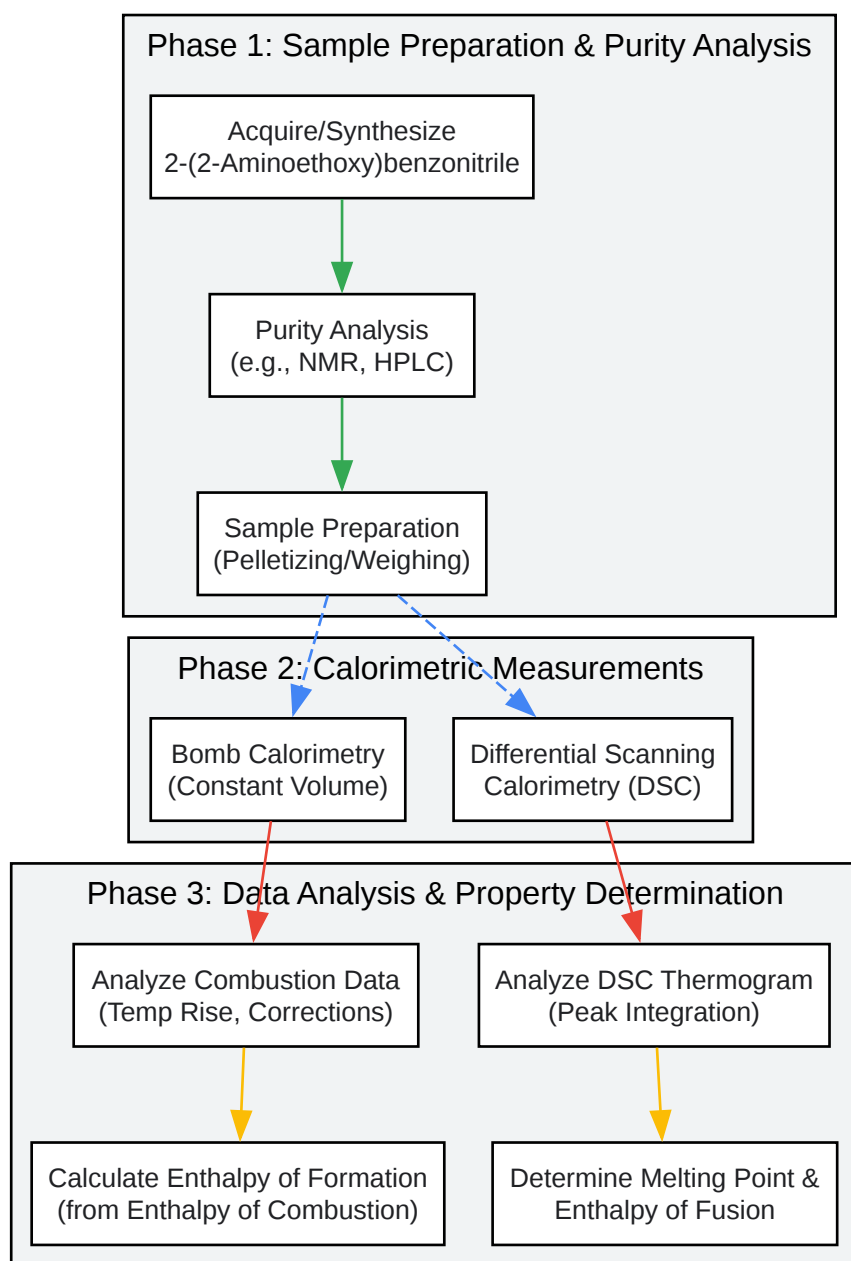 Phase 1: Sample Preparation & Purity Analysis
Acquire/Synthesize
2-(2-Aminoethoxy)benzonitrile
Purity Analysis
(e.g., NMR, HPLC)
Sample Preparation
(Pelletizing/Weighing)
Phase 2: Calorimetric Measurements
Bomb Calorimetry
(Constant Volume)
Differential Scanning
Calorimetry (DSC)
Phase 3: Data Analysis & Property Determination
Analyze Combustion Data
(Temp Rise, Corrections)
Analyze DSC Thermogram
(Peak Integration)
Calculate Enthalpy of Formation
(from Enthalpy of Combustion)
Determine Melting Point &
Enthalpy of Fusion